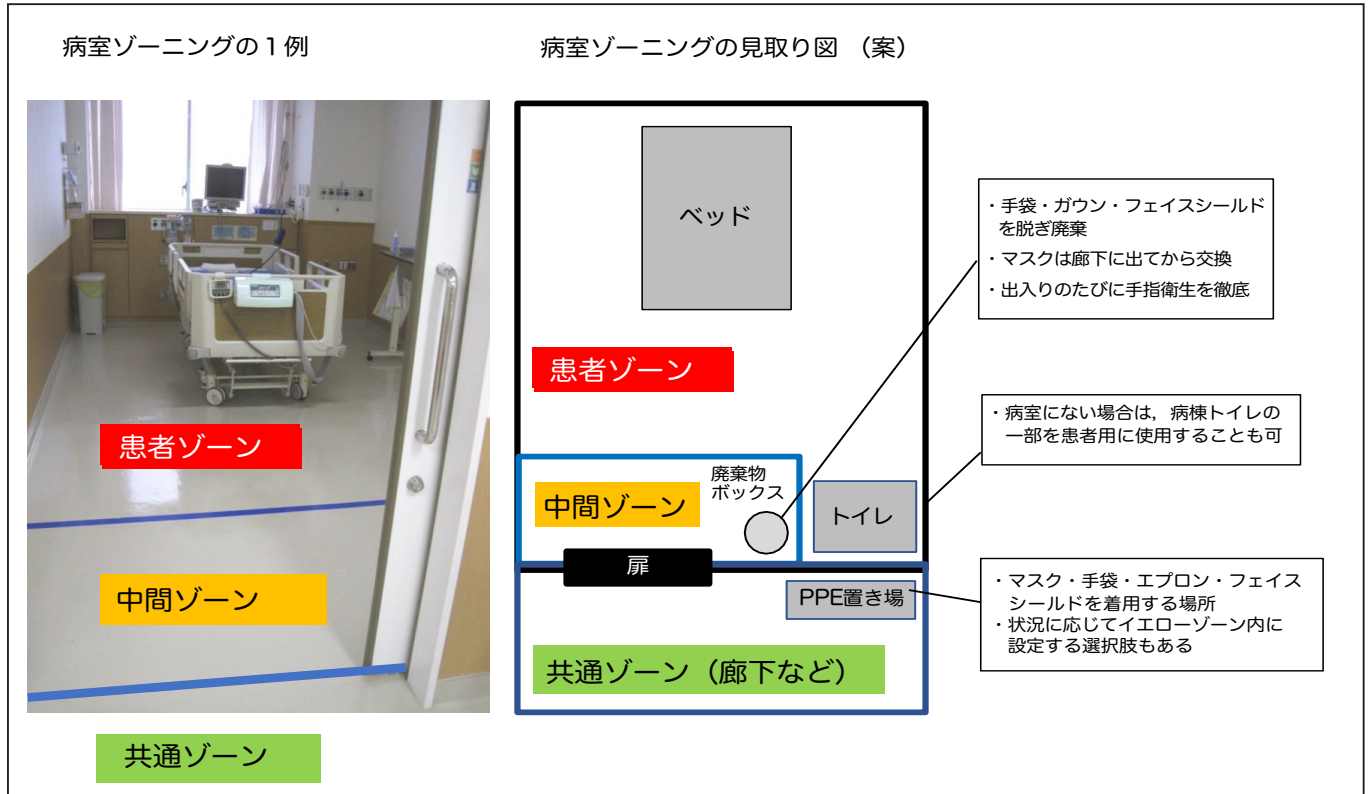 病室ゾーニングの１例
患者ゾーン
中間ゾーン
共通ゾーン
病室ゾーニングの見取り図 （案）
ベッド
患者ゾーン
中間ゾーン
廃棄物
ボックス
トイレ
扉
PPE置き場
共通ゾーン（廊下など）
・手袋・ガウン・フェイスシールド
を脱ぎ廃棄
・マスクは廊下に出てから交換
・出入りのたびに手指衛生を徹底
・病室にない場合は，病棟トイレの
一部を患者用に使用することも可
・マスク・手袋・エプロン・フェイス
シールドを着用する場所
・状況に応じてイエローゾーン内に
設定する選択肢もある